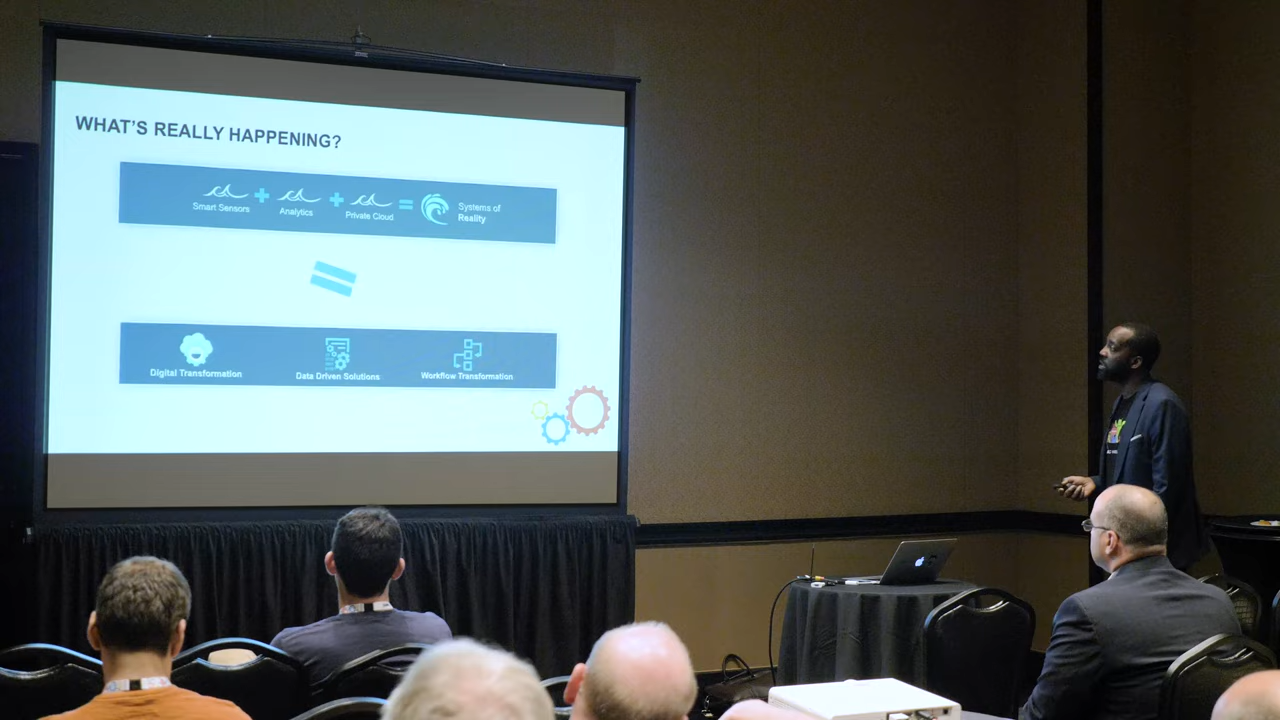 WHAT'S REALLY HAPPENING?
Smart Sensors
Analytics
Private Cloud
Systems of
Reality
Digital Transformation
Data Driven Solutions
Workflow Transformation